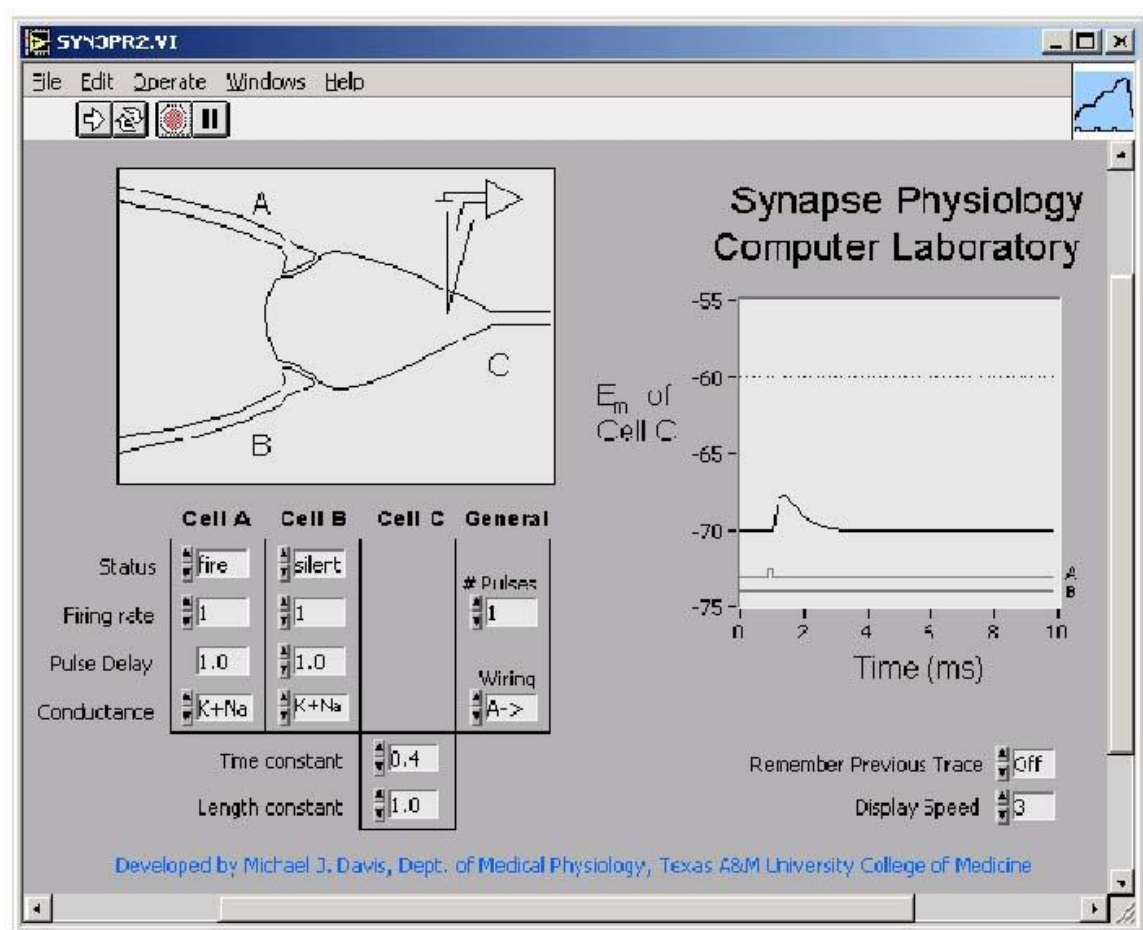 SYNOPR2.VI
File Edit Operate Windows Help
A
B
C
Synapse Physiology
Computer Laboratory
Em of
Cell C
-55
-60
-65
-70
-75
A
B
0 2 4 6 8 10
Time (ms)
Cell A Cell B Cell C General
Status fire silent
# Pulses
Firing rate 1 1 1
Pulse Delay 1.0 1.0
Wiring
Conductance K+Na K+Na A->
Time constant 0.4
Length constant 1.0
Remember Previous Trace Off
Display Speed 3
Developed by Michael J. Davis, Dept. of Medical Physiology, Texas A&M University College of Medicine